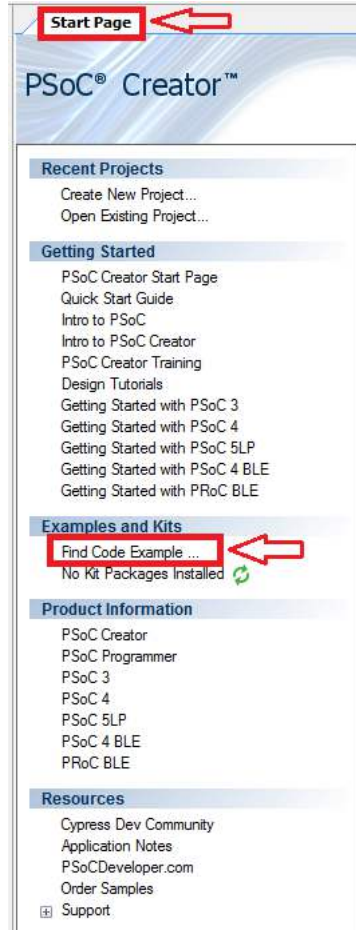 Start Page
PSoC® Creator™
Recent Projects
Create New Project...
Open Existing Project...
Getting Started
PSoC Creator Start Page
Quick Start Guide
Intro to PSoC
Intro to PSoC Creator
PSoC Creator Training
Design Tutorials
Getting Started with PSoC 3
Getting Started with PSoC 4
Getting Started with PSoC 5LP
Getting Started with PSoC 4 BLE
Getting Started with PRoC BLE
Examples and Kits
Find Code Example ...
No Kit Packages Installed
Product Information
PSoC Creator
PSoC Programmer
PSoC 3
PSoC 4
PSoC 5LP
PSoC 4 BLE
PRoC BLE
Resources
Cypress Dev Community
Application Notes
PSoCDeveloper.com
Order Samples
Support